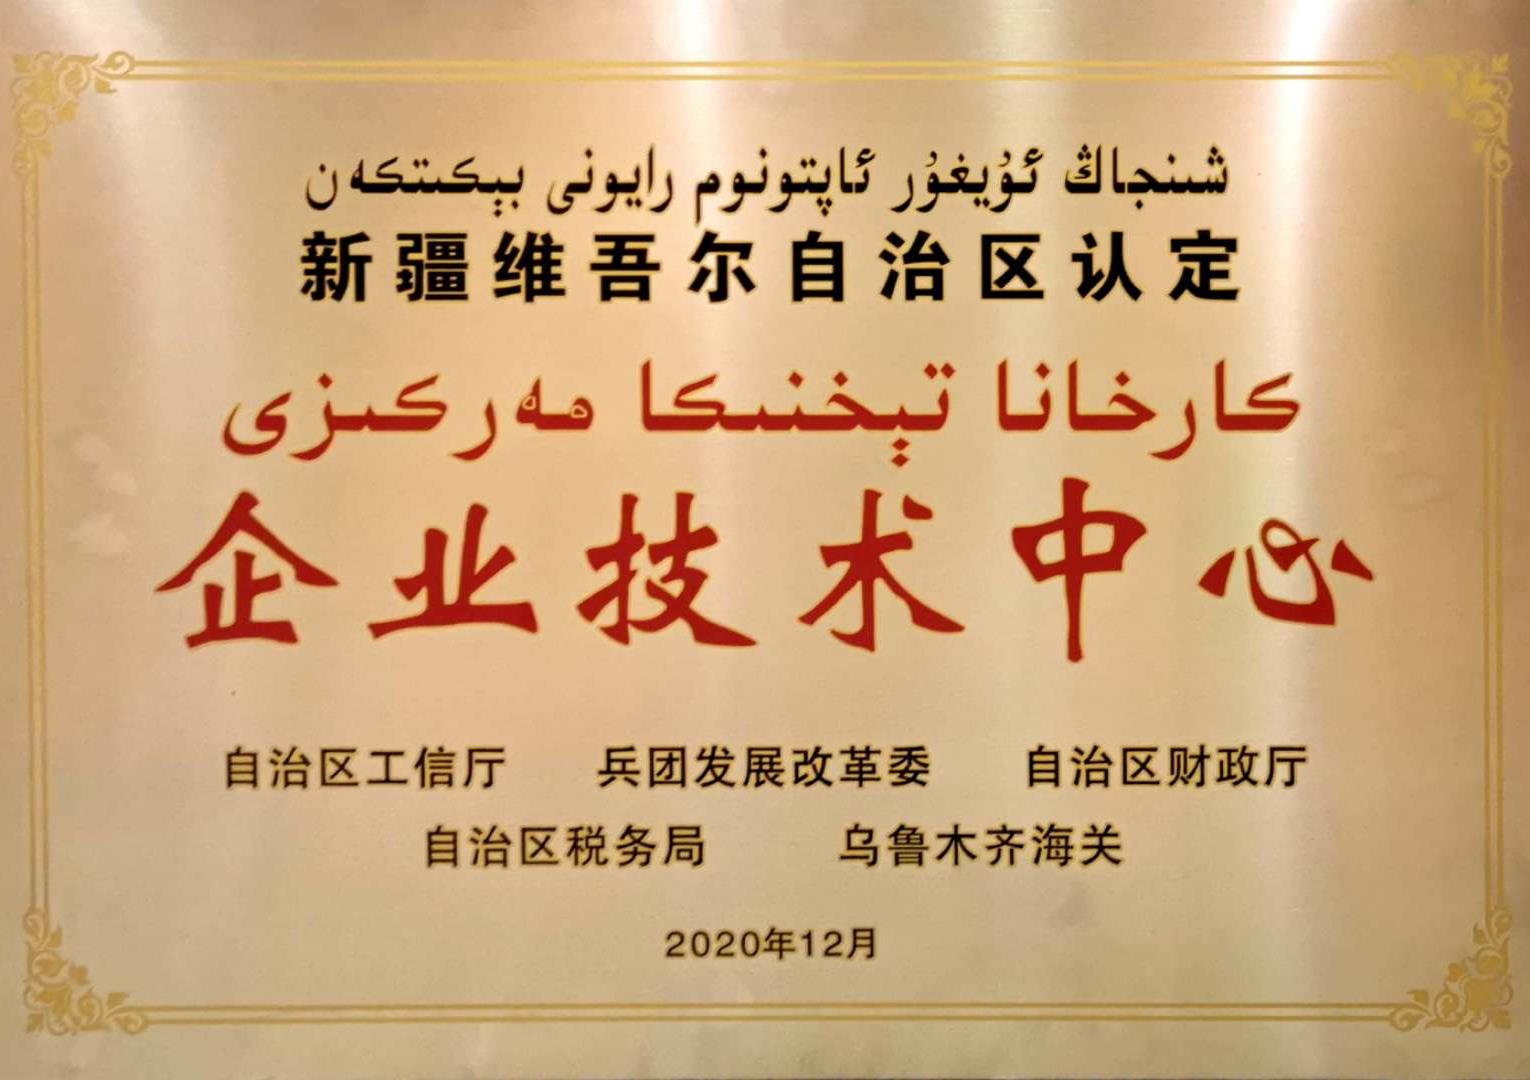 شىنجاڭ ئۇيغۇر ئاپتونوم رايونى بېكىتكەن
新疆维吾尔自治区认定
كارخانا تېخنىكا مەركىزى
企业技术中心
自治区工信厅 兵团发展改革委 自治区财政厅
自治区税务局 乌鲁木齐海关
2020年12月